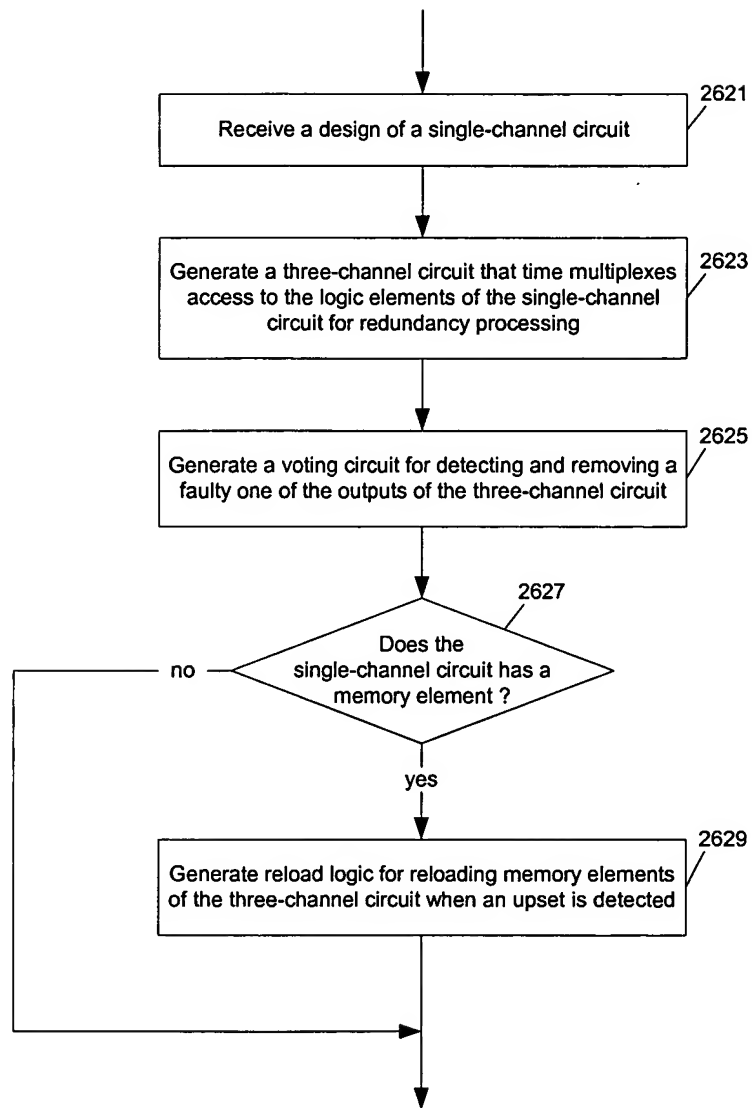 2621
Receive a design of a single-channel circuit
2623
Generate a three-channel circuit that time multiplexes
access to the logic elements of the single-channel
circuit for redundancy processing
2625
Generate a voting circuit for detecting and removing a
faulty one of the outputs of the three-channel circuit
2627
Does the
single-channel circuit has a
memory element ?
no
yes
2629
Generate reload logic for reloading memory elements
of the three-channel circuit when an upset is detected